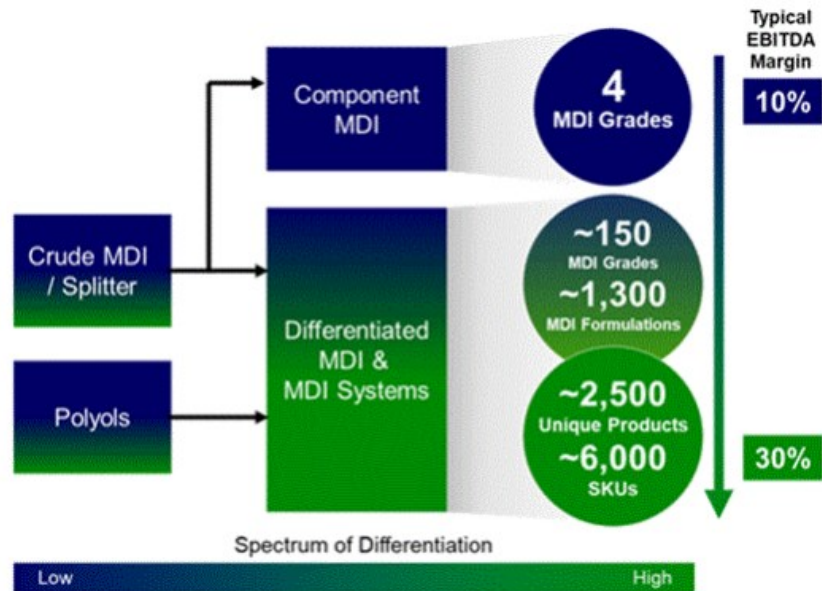 Typical
EBITDA
Margin
Component
MDI
4
MDI Grades
10%
Crude MDI
/ Splitter
~150
MDI Grades
~1,300
MDI Formulations
Differentiated
MDI &
MDI Systems
Polyols
~2,500
Unique Products
~6,000
SKUs
30%
Spectrum of Differentiation
Low
High